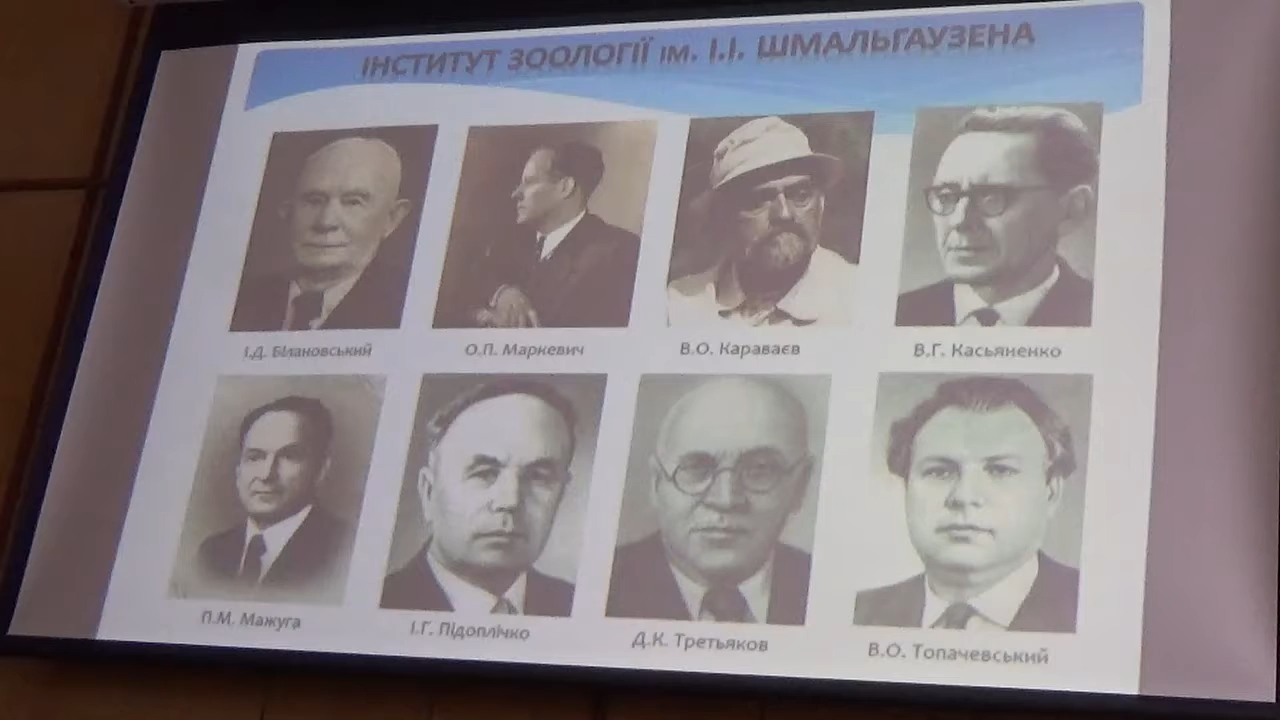 ІНСТИТУТ ЗООЛОГІЇ ІМ. І.І. ШМАЛЬГАУЗЕНА
І.Д. Білановський
О.П. Маркевич
В.О. Караваєв
В.Г. Касьяненко
П.М. Мажуга
І.Г. Підоплічко
Д.К. Третьяков
В.О. Топачевський